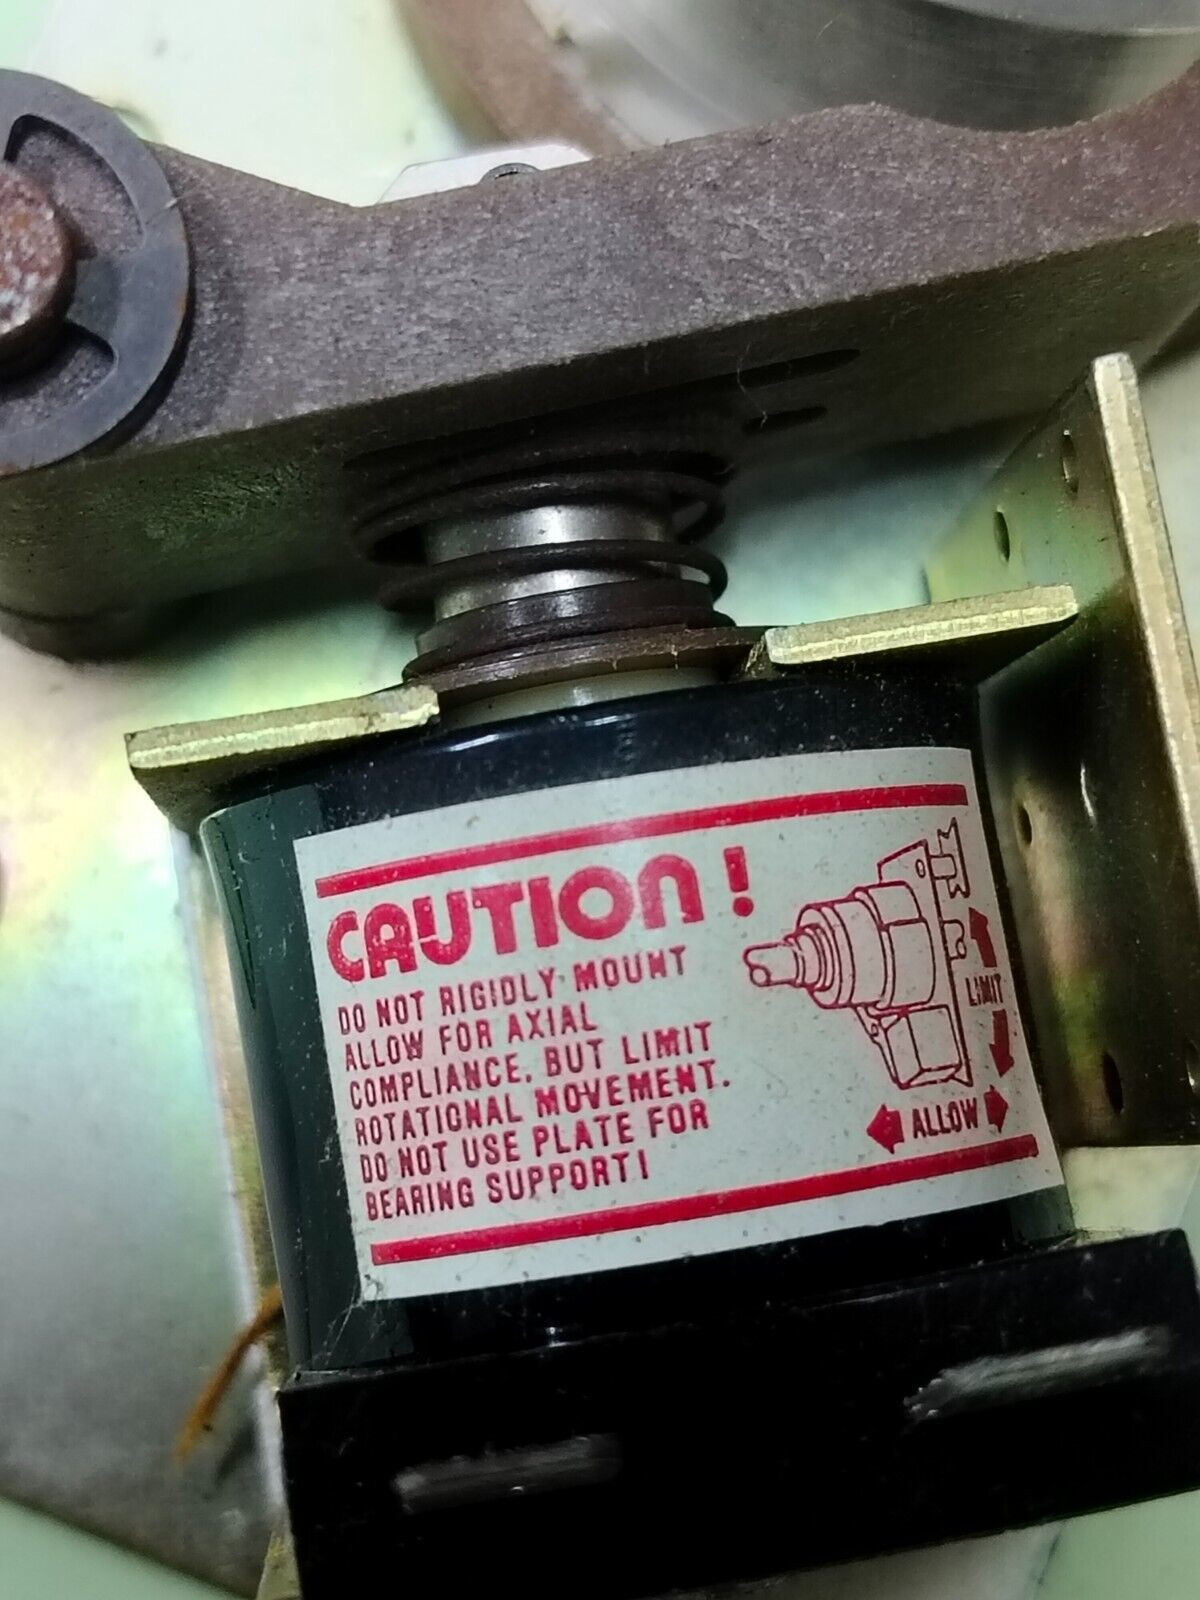 CAUTION!
DO NOT RIGIDLY MOUNT
ALLOW FOR AXIAL
COMPLIANCE, BUT LIMIT
ROTATIONAL MOVEMENT.
DO NOT USE PLATE FOR
BEARING SUPPORT!
LIMIT
ALLOW